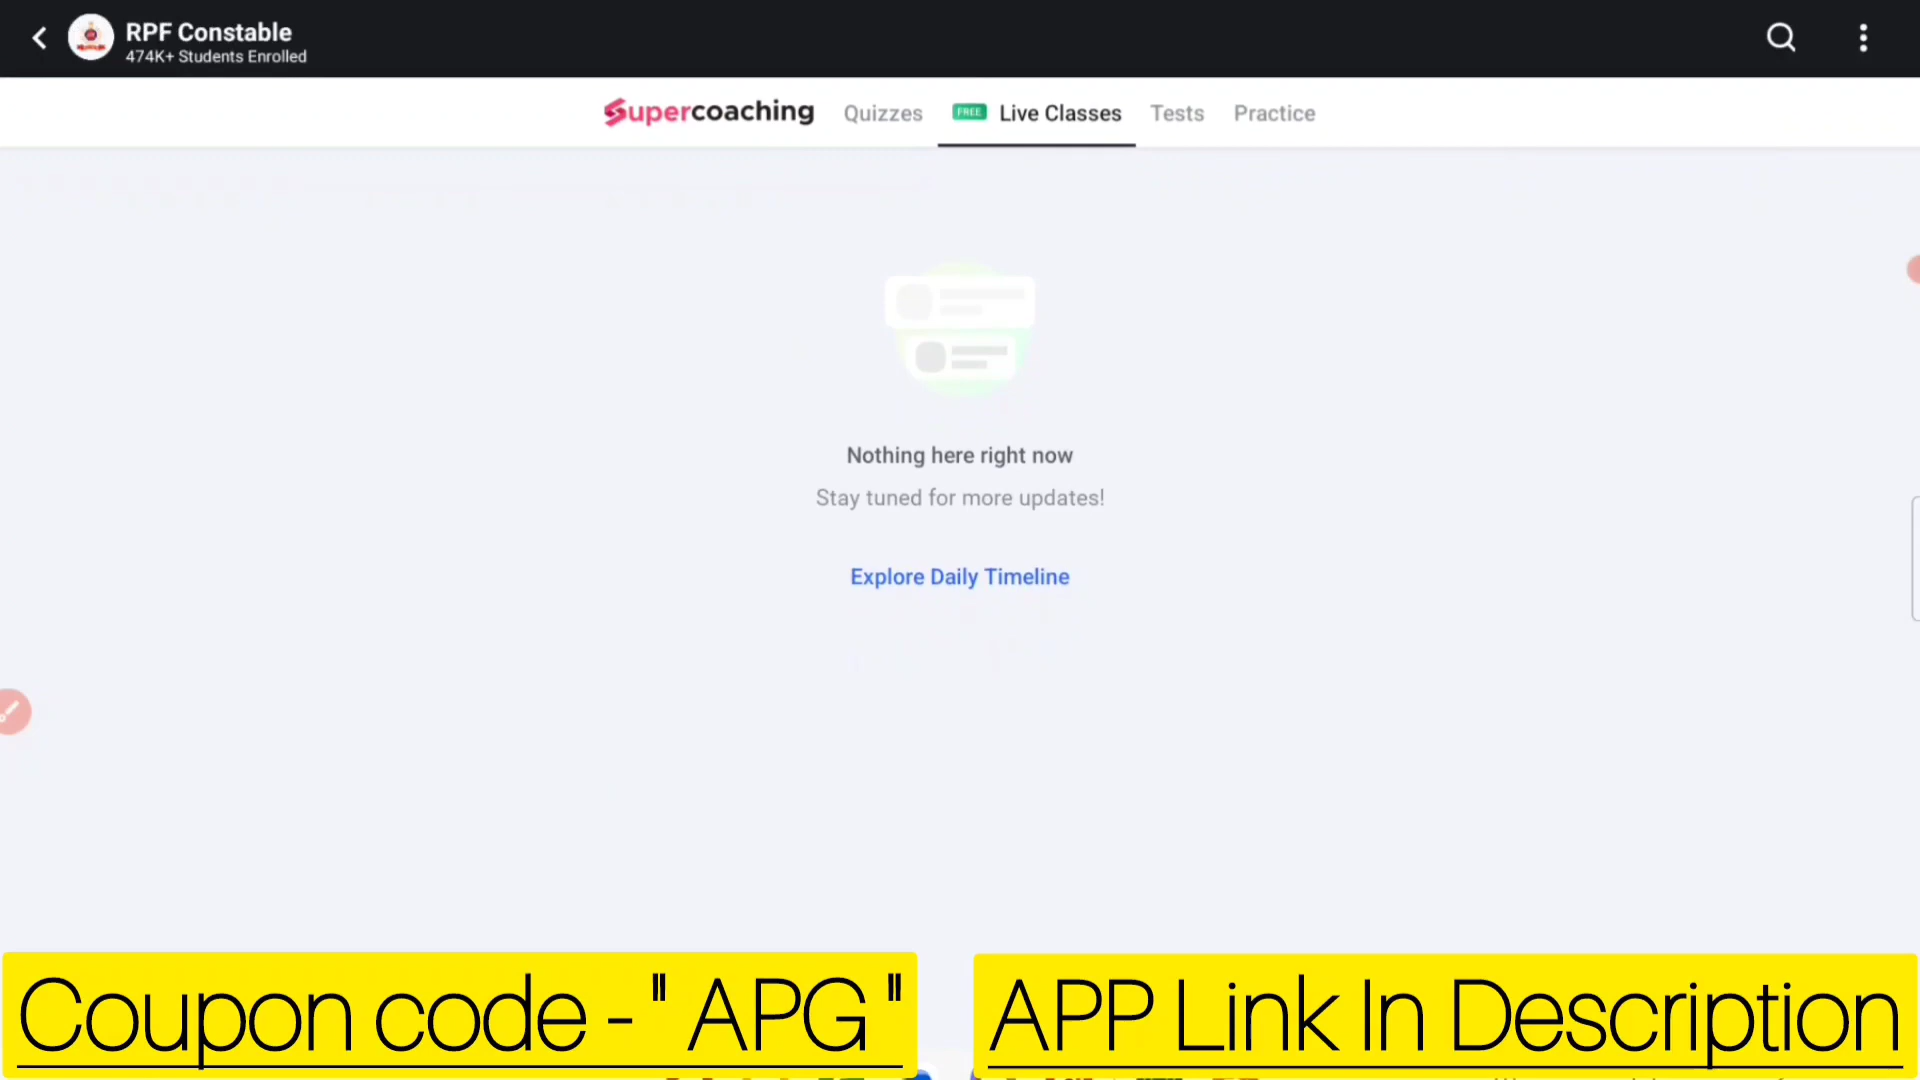 RPF Constable
474K+ Students Enrolled
Supercoaching Quizzes FREE Live Classes Tests Practice
Nothing here right now
Stay tuned for more updates!
Explore Daily Timeline
Coupon code - " APG "
APP Link In Description